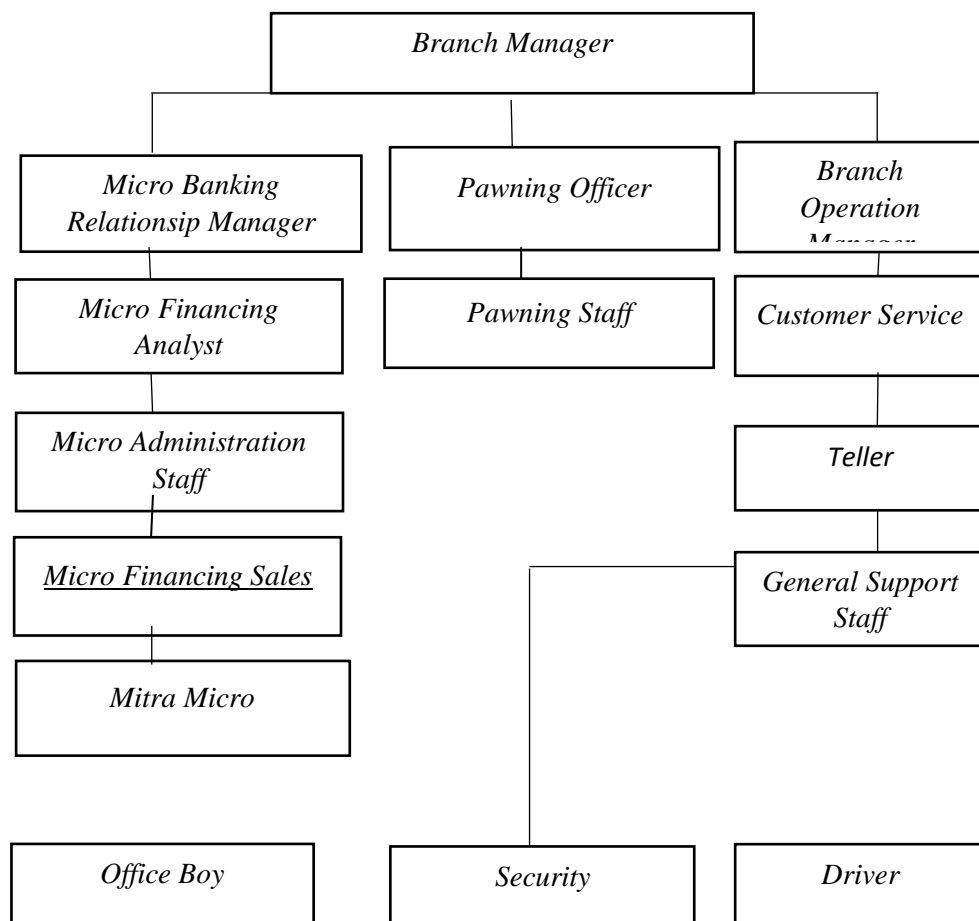 Branch Manager
Micro Banking
Relationsip Manager
Pawning Officer
Branch
Operation
Manager
Micro Financing
Analyst
Pawning Staff
Customer Service
Micro Administration
Staff
Teller
Micro Financing Sales
General Support
Staff
Mitra Micro
Office Boy
Security
Driver